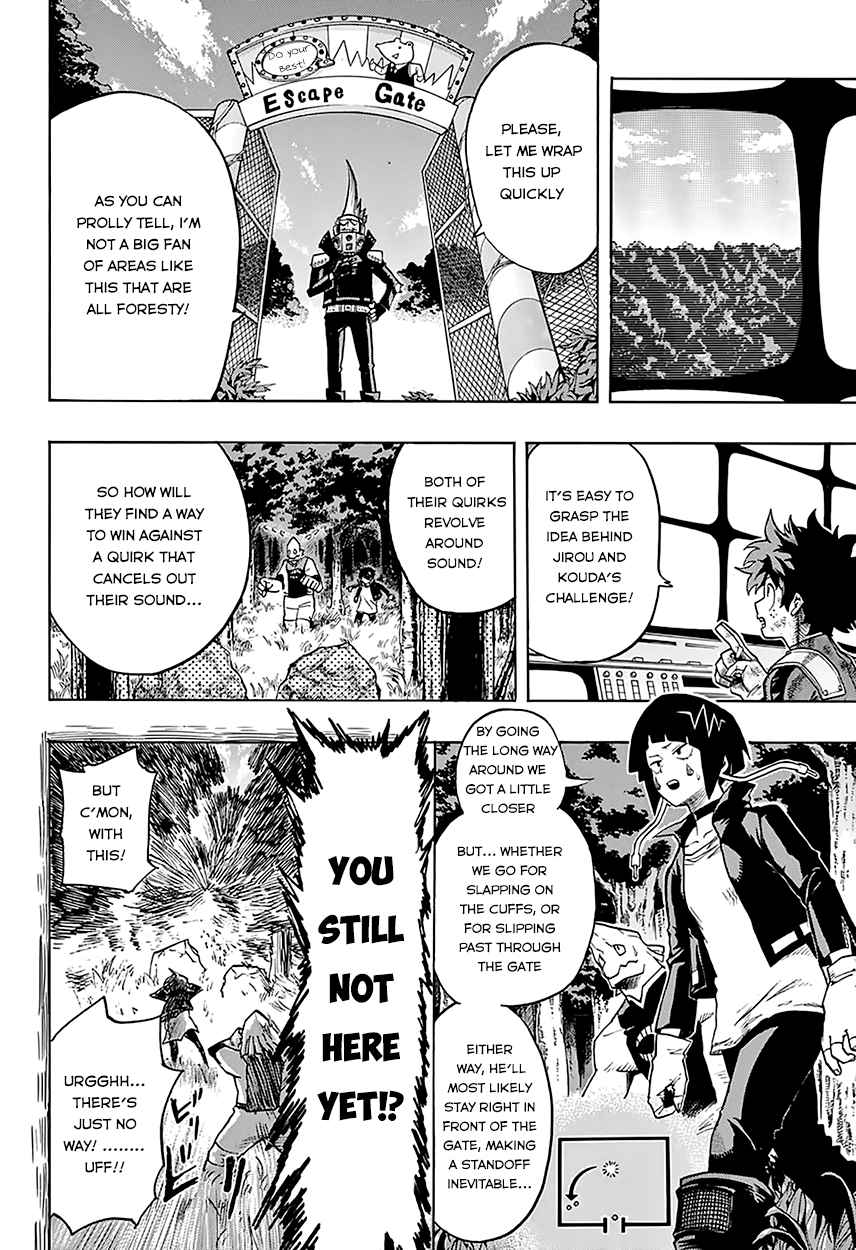 PLEASE,
LET ME WRAP
THIS UP
QUICKLY
Do your
best!
Escape Gate
AS YOU CAN
PROLLY TELL, I'M
NOT A BIG FAN
OF AREAS LIKE
THIS THAT ARE
ALL FORESTY!
IT'S EASY TO
GRASP THE
IDEA BEHIND
JIROU AND
KOUDA'S
CHALLENGE!
BOTH OF
THEIR QUIRKS
REVOLVE
AROUND
SOUND!
SO HOW WILL
THEY FIND A WAY
TO WIN AGAINST
A QUIRK THAT
CANCELS OUT
THEIR SOUND...
BY GOING
THE LONG WAY
AROUND WE
GOT A LITTLE
CLOSER
BUT... WHETHER
WE GO FOR
SLAPPING ON
THE CUFFS, OR
FOR SLIPPING
PAST THROUGH
THE GATE
EITHER
WAY, HE'LL
MOST LIKELY
STAY RIGHT IN
FRONT OF THE
GATE, MAKING
A STANDOFF
INEVITABLE...
YOU
STILL
NOT
HERE
YET!?
BUT
C'MON,
WITH
THIS!
URGGHH...
THERE'S
JUST NO
WAY! .........
UFF!!
ビビ